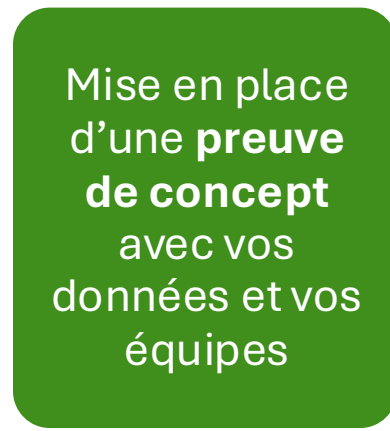 Mise en place
d’une preuve
de concept
avec vos
données et vos
équipes